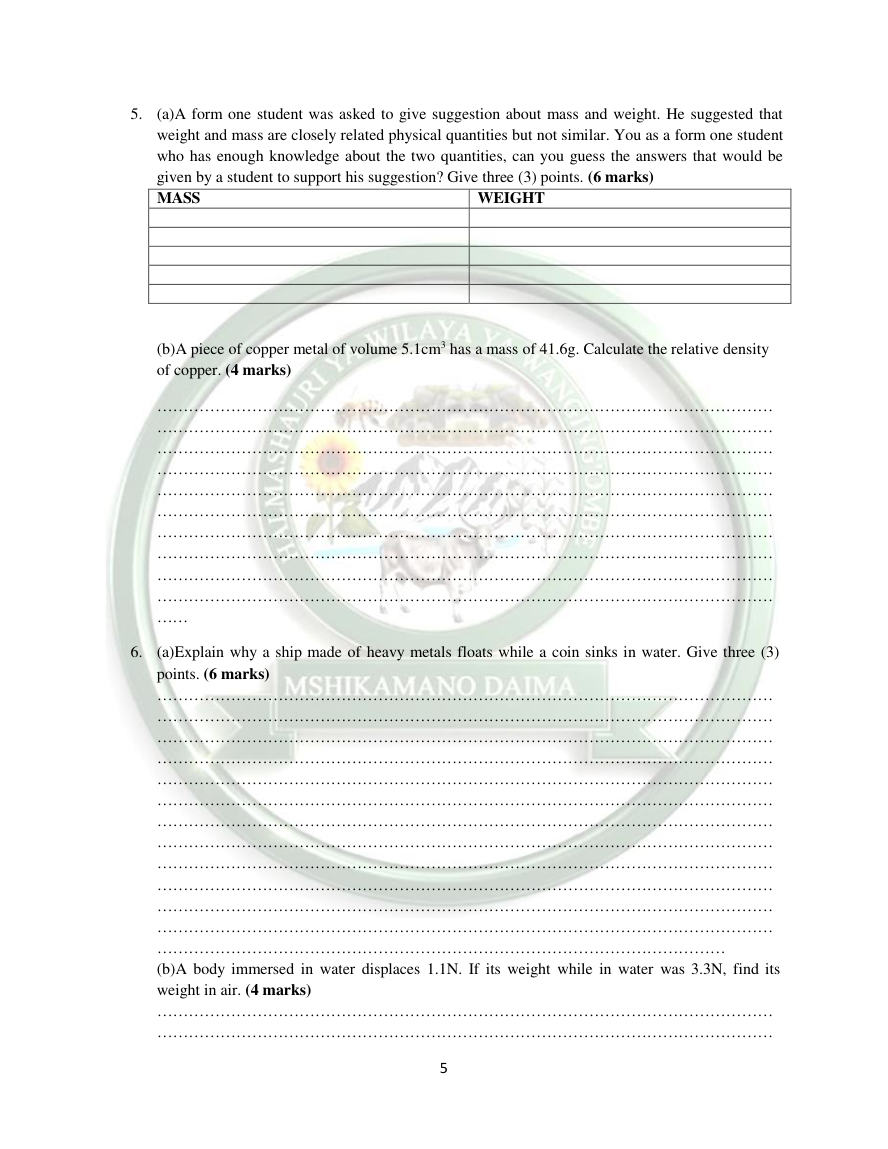 5. (a)A form one student was asked to give suggestion about mass and weight. He suggested that
weight and mass are closely related physical quantities but not similar. You as a form one student
who has enough knowledge about the two quantities, can you guess the answers that would be
given by a student to support his suggestion? Give three (3) points. (6 marks)
MASS WEIGHT
(b)A piece of copper metal of volume 5.1cm³ has a mass of 41.6g. Calculate the relative density
of copper. (4 marks)
HALMASHAURI YA WILAYA YA WANGING'OMBE
6. (a)Explain why a ship made of heavy metals floats while a coin sinks in water. Give three (3)
points. (6 marks)
MSHIKAMANO DAIMA
(b)A body immersed in water displaces 1.1N. If its weight while in water was 3.3N, find its
weight in air. (4 marks)
5